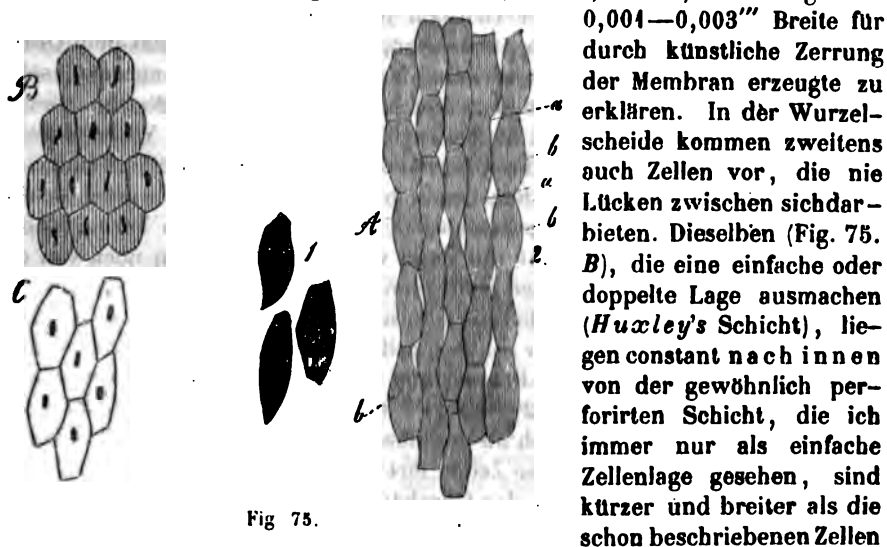 B
C
1
A
a
b
a
b
2.
b
Fig 75.
0,001—0,003‴ Breite für
durch künstliche Zerrung
der Membran erzeugte zu
erklären. In dèr Wurzel-
scheide kommen zweitens
auch Zellen vor, die nie
Lücken zwischen sichdar-
bieten. Dieselben (Fig. 75.
B), die eine einfache oder
doppelte Lage ausmachen
(Huxley's Schicht), lie-
gen constant nach innen
von der gewöhnlich per-
forirten Schicht, die ich
immer nur als einfache
Zellenlage gesehen, sind
kürzer und breiter als die
schon beschriebenen Zellen